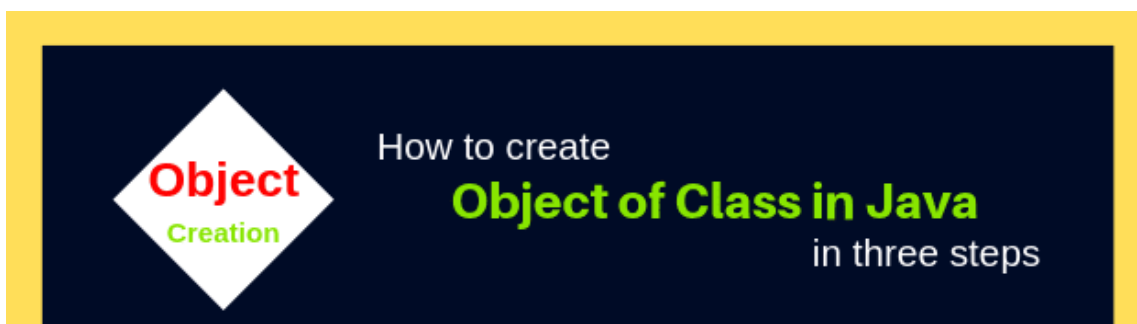 Object
Creation
How to create
Object of Class in Java
in three steps